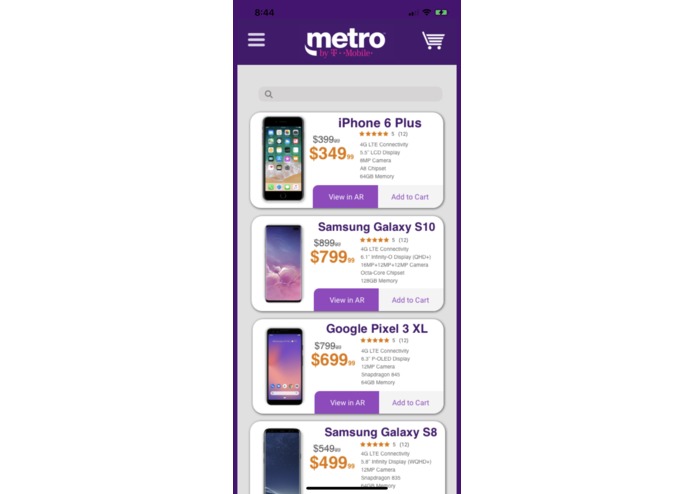 8:44
metro
by T-Mobile
iPhone 6 Plus
$399.99
★★★★★ 5 (12)
$349.99
4G LTE Connectivity
5.5" LCD Display
8MP Camera
A8 Chipset
64GB Memory
View in AR
Add to Cart
Samsung Galaxy S10
$899.99
★★★★★ 5 (12)
$799.99
4G LTE Connectivity
6.1" Infinity-O Display (QHD+)
16MP+12MP+12MP Camera
Octa-Core Chipset
128GB Memory
View in AR
Add to Cart
Google Pixel 3 XL
$799.99
★★★★★ 5 (12)
$699.99
4G LTE Connectivity
6.3" P-OLED Display
12MP Camera
Snapdragon 845
64GB Memory
View in AR
Add to Cart
Samsung Galaxy S8
$549.99
★★★★★ 5 (12)
$499.99
4G LTE Connectivity
5.8" Infinity Display (WQHD+)
12MP Camera
Snapdragon 835
64GB Memory